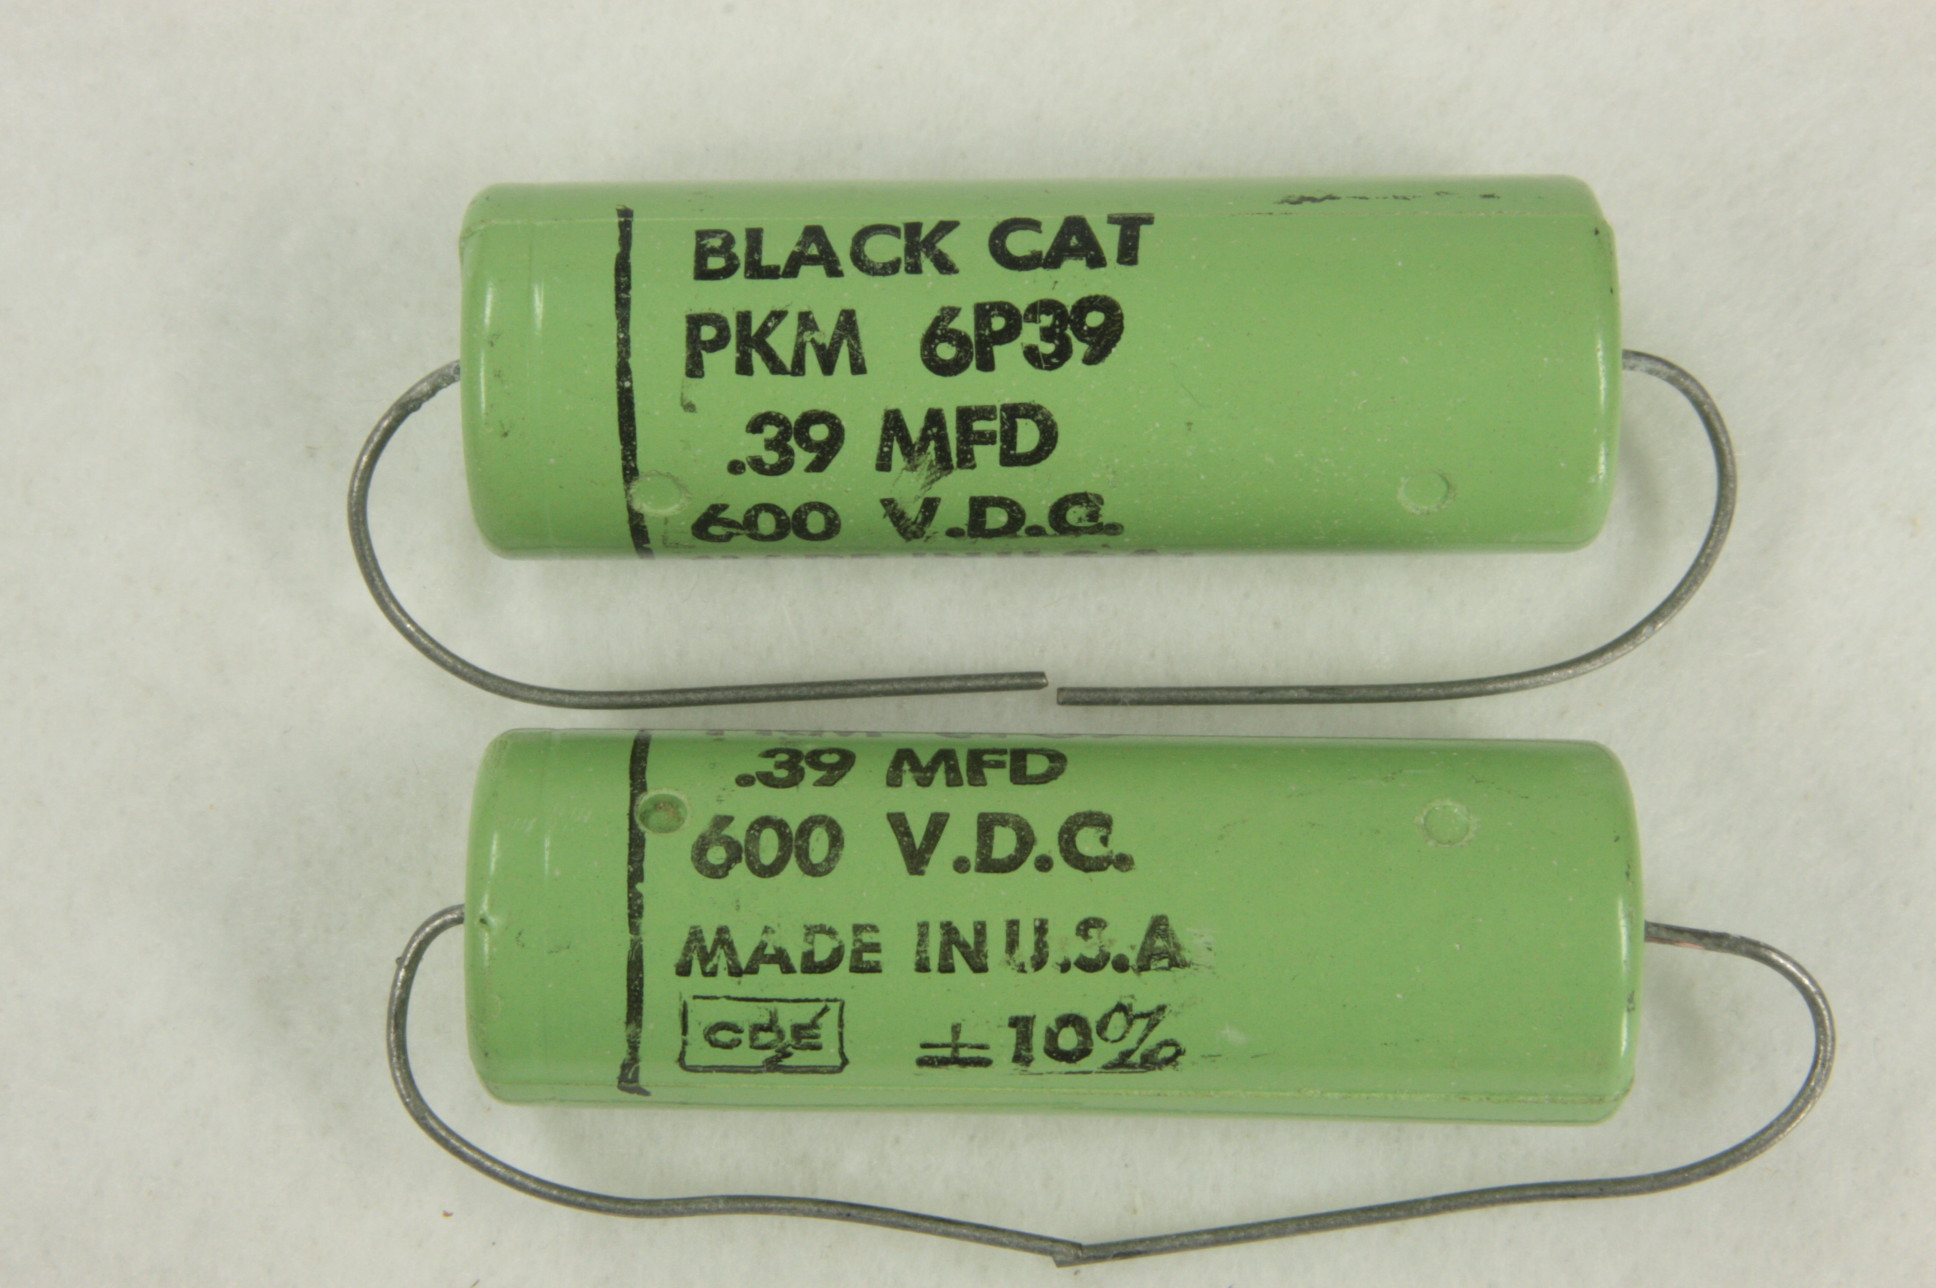 BLACK CAT
PKM 6P39
.39 MFD
600 V.D.C.
.39 MFD
600 V.D.C.
MADE IN U.S.A
CDE ±10%